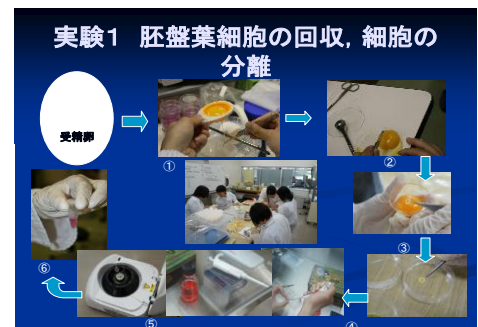 実験１　胚盤葉細胞の回収，細胞の
分離
受精卵
①
②
③
④
⑤
⑥